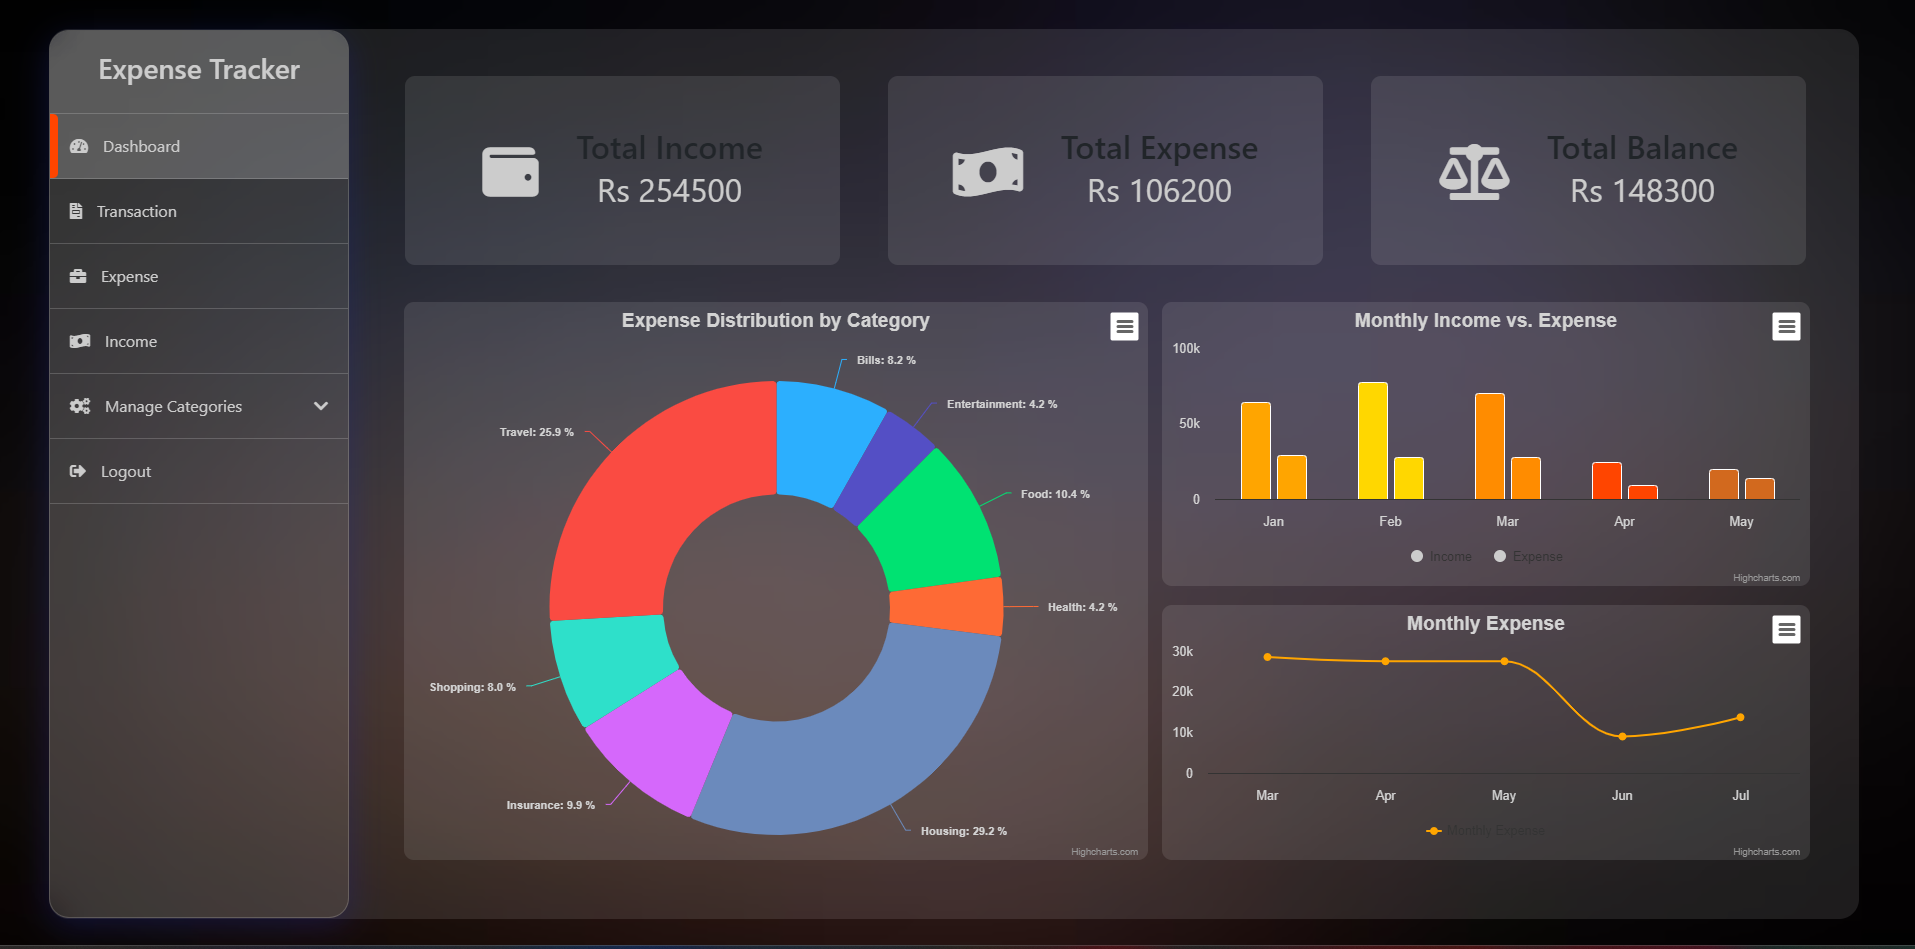 Expense Tracker
Dashboard
Transaction
Expense
Income
Manage Categories
Logout
Total Income
Rs 254500
Total Expense
Rs 106200
Total Balance
Rs 148300
Expense Distribution by Category
Bills: 8.2 %
Entertainment: 4.2 %
Travel: 25.9 %
Food: 10.4 %
Health: 4.2 %
Shopping: 8.0 %
Insurance: 9.9 %
Housing: 29.2 %
Highcharts.com
Monthly Income vs. Expense
100k
50k
0
Jan Feb Mar Apr May
Income Expense
Highcharts.com
Monthly Expense
30k
20k
10k
0
Mar Apr May Jun Jul
Monthly Expense
Highcharts.com